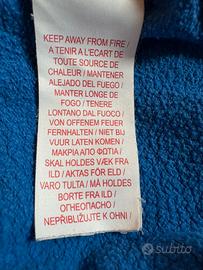 KEEP AWAY FROM FIRE /
A TENIR A L'ECART DE
TOUTE SOURCE DE
CHALEUR / MANTENER
ALEJADO DEL FUEGO /
MANTER LONGE DE
FOGO / TENERE
LONTANO DAL FUOCO /
VON OFFENEM FEUER
FERNHALTEN / NIET BIJ
VUUR LATEN KOMEN /
ΜΑΚΡΙΑ ΑΠΟ ΦΩΤΙΑ /
SKAL HOLDES VÆK FRA
ILD / AKTAS FÖR ELD /
VARO TULTA / MÅ HOLDES
BORTE FRA ILD /
ОГНЕОПАСНО /
NEPŘIBLIŽUJTE K OHNI /
subito